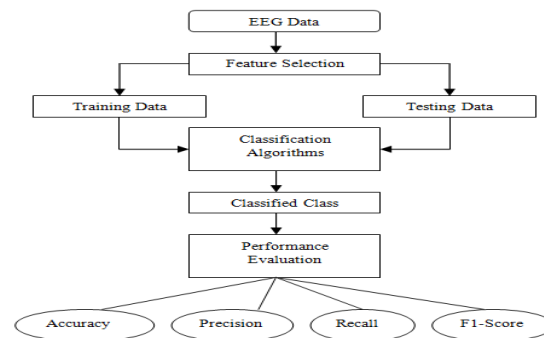 EEG Data
Feature Selection
Training Data
Testing Data
Classification
Algorithms
Classified Class
Performance
Evaluation
Accuracy
Precision
Recall
F1-Score